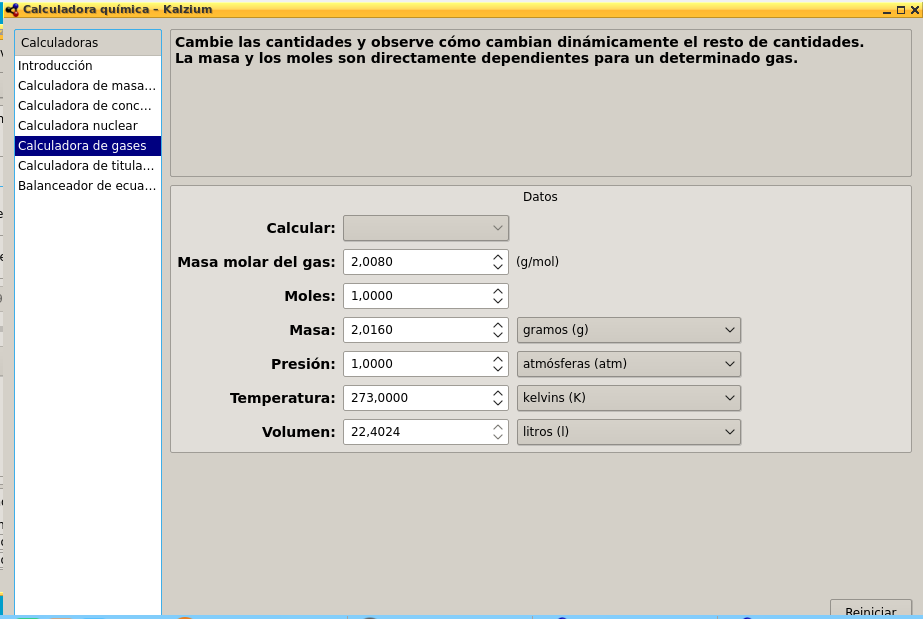 Calculadora química – Kalzium
Calculadoras
Introducción
Calculadora de masa...
Calculadora de conc...
Calculadora nuclear
Calculadora de gases
Calculadora de titula...
Balanceador de ecua...
Cambie las cantidades y observe cómo cambian dinámicamente el resto de cantidades.
La masa y los moles son directamente dependientes para un determinado gas.
Datos
Calcular:
Masa molar del gas: 2,0080 (g/mol)
Moles: 1,0000
Masa: 2,0160 gramos (g)
Presión: 1,0000 atmósferas (atm)
Temperatura: 273,0000 kelvins (K)
Volumen: 22,4024 litros (l)
Reiniciar